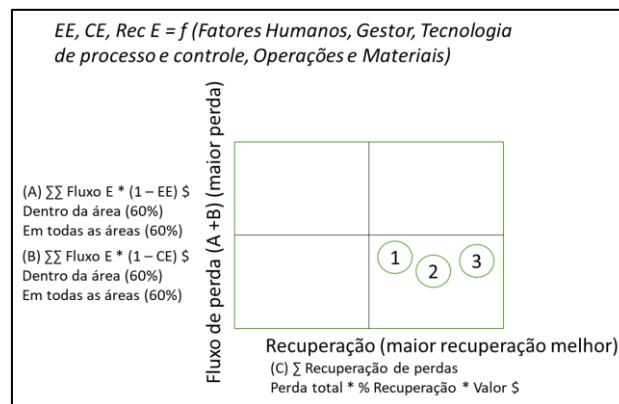 EE, CE, Rec E = f (Fatores Humanos, Gestor, Tecnologia
de processo e controle, Operações e Materiais)
Fluxo de perda (A +B) (maior perda)
(A) ∑∑ Fluxo E * (1 – EE) $
Dentro da área (60%)
Em todas as áreas (60%)
(B) ∑∑ Fluxo E * (1 – CE) $
Dentro da área (60%)
Em todas as áreas (60%)
1
2
3
Recuperação (maior recuperação melhor)
(C) ∑ Recuperação de perdas
Perda total * % Recuperação * Valor $